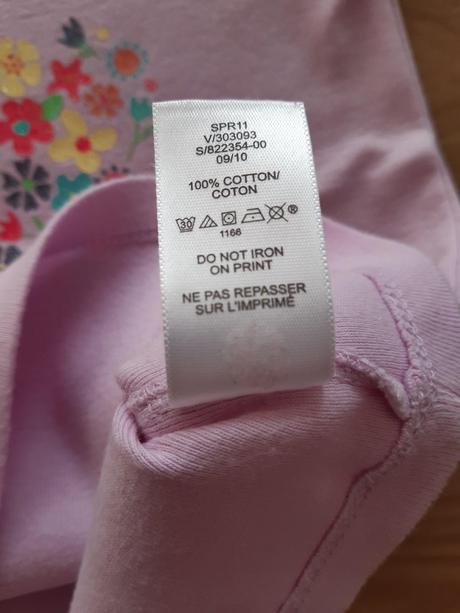 SPR11
V/303093
S/822354-00
09/10
100% COTTON/
COTON
30 ®
1166
DO NOT IRON
ON PRINT
NE PAS REPASSER
SUR L'IMPRIMÉ